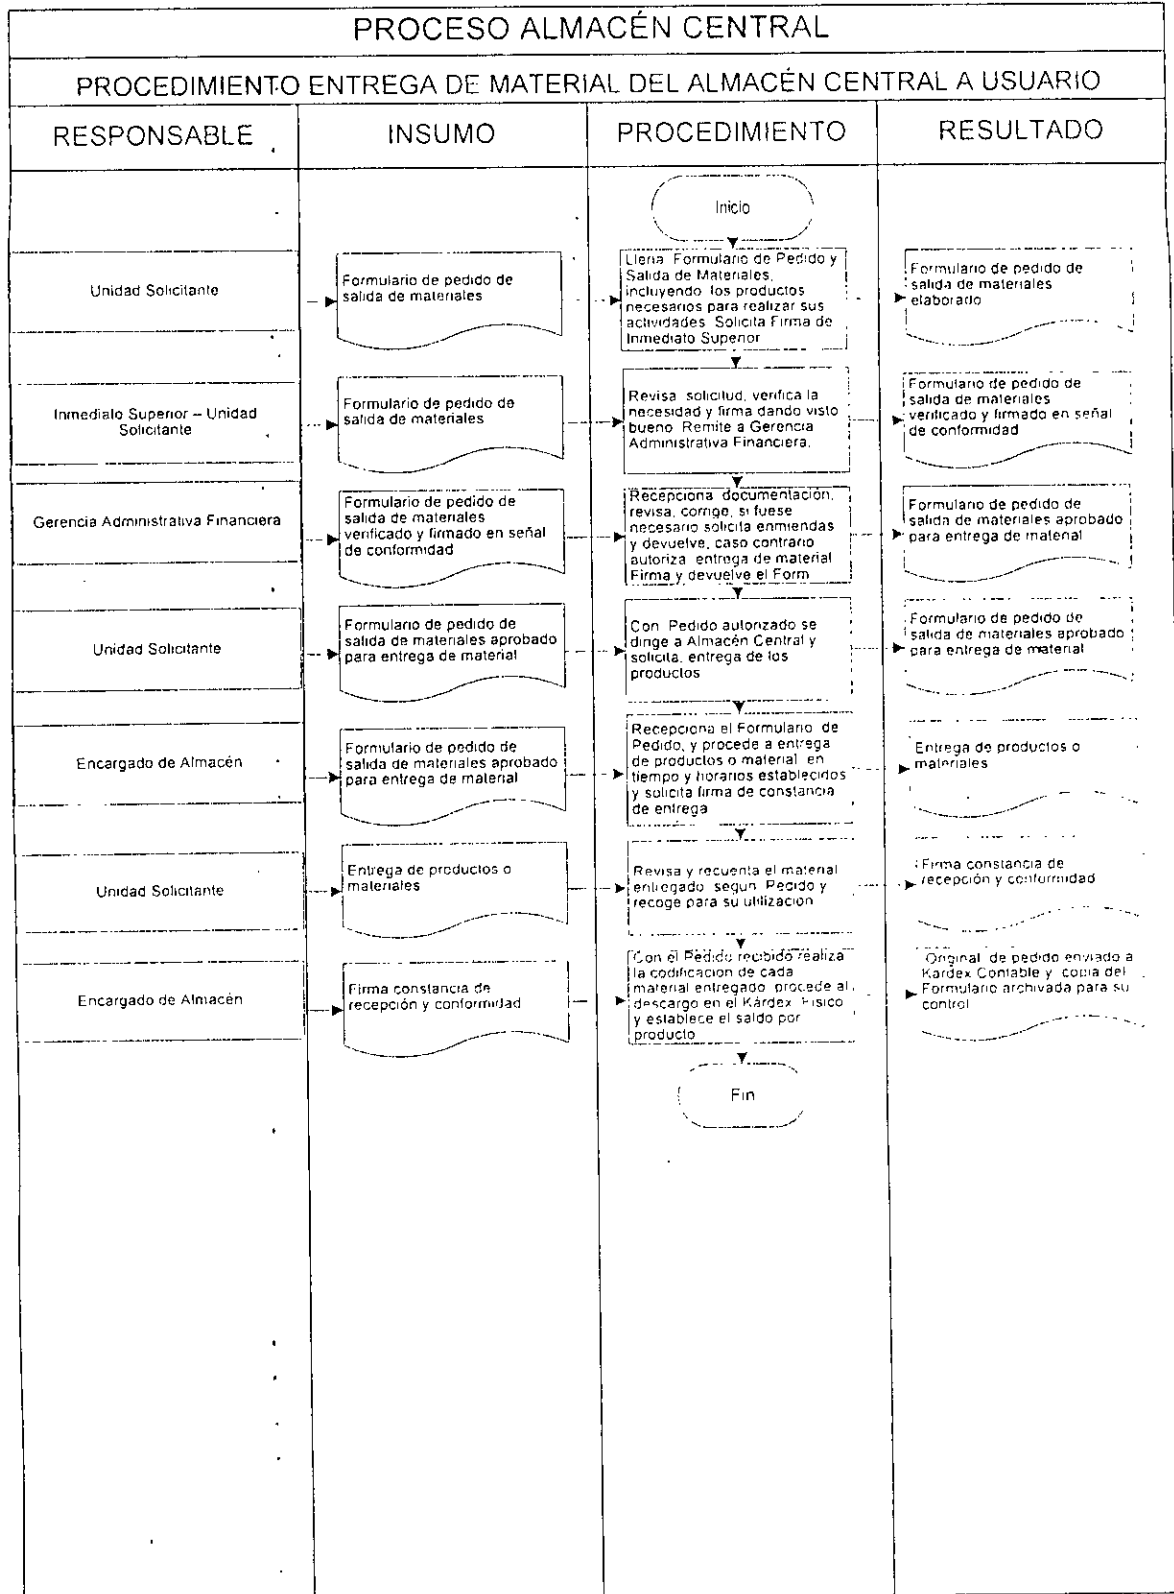 PROCESO ALMACÉN CENTRAL
PROCEDIMIENTO ENTREGA DE MATERIAL DEL ALMACÉN CENTRAL A USUARIO
RESPONSABLE
INSUMO
PROCEDIMIENTO
RESULTADO
Inicio
Unidad Solicitante
Formulario de pedido de
salida de materiales
Llena Formulario de Pedido y
Salida de Materiales,
incluyendo los productos
necesarios para realizar sus
actividades Solicita Firma de
Inmediato Superior
Formulario de pedido de
salida de materiales
elaborado
Inmediato Superior – Unidad
Solicitante
Formulario de pedido de
salida de materiales
Revisa solicitud, verifica la
necesidad y firma dando visto
bueno Remite a Gerencia
Administrativa Financiera.
Formulario de pedido de
salida de materiales
verificado y firmado en señal
de conformidad
Gerencia Administrativa Financiera
Formulario de pedido de
salida de materiales
verificado y firmado en señal
de conformidad
Recepciona documentación,
revisa, corrige, si fuese
necesario solicita enmiendas
y devuelve, caso contrario
autoriza entrega de material
Firma y devuelve el Form
Formulario de pedido de
salida de materiales aprobado
para entrega de material
Unidad Solicitante
Formulario de pedido de
salida de materiales aprobado
para entrega de material
Con Pedido autorizado se
dirige a Almacén Central y
solicita, entrega de los
productos
Formulario de pedido de
salida de materiales aprobado
para entrega de material
Encargado de Almacén
Formulario de pedido de
salida de materiales aprobado
para entrega de material
Recepciona el Formulario de
Pedido, y procede a entrega
de productos o material en
tiempo y horarios establecidos
y solicita firma de constancia
de entrega
Entrega de productos o
materiales
Unidad Solicitante
Entrega de productos o
materiales
Revisa y recuenta el material
entregado segun Pedido y
recoge para su utilización
Firma constancia de
recepción y conformidad
Encargado de Almacén
Firma constancia de
recepción y conformidad
Con el Pedido recibido realiza
la codificacion de cada
material entregado procede al
descargo en el Kárdex Físico
y establece el saldo por
producto
Original de pedido enviado a
Kardex Contable y copia del
Formulario archivada para su
control
Fin